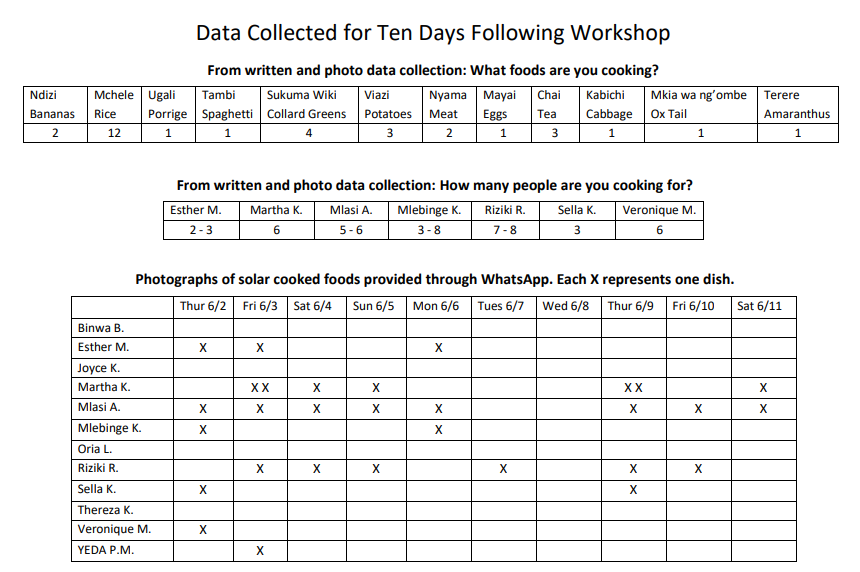 Data Collected for Ten Days Following Workshop
From written and photo data collection: What foods are you cooking?
Ndizi Mchele Ugali Tambi Sukuma Wiki Viazi Nyama Mayai Chai Kabichi Mkia wa ng’ombe Terere
Bananas Rice Porrige Spaghetti Collard Greens Potatoes Meat Eggs Tea Cabbage Ox Tail Amaranthus
2 12 1 1 4 3 2 1 3 1 1 1
From written and photo data collection: How many people are you cooking for?
Esther M. Martha K. Mlasi A. Mlebinge K. Riziki R. Sella K. Veronique M.
2 - 3 6 5 - 6 3 - 8 7 - 8 3 6
Photographs of solar cooked foods provided through WhatsApp. Each X represents one dish.
Thur 6/2 Fri 6/3 Sat 6/4 Sun 6/5 Mon 6/6 Tues 6/7 Wed 6/8 Thur 6/9 Fri 6/10 Sat 6/11
Binwa B.
Esther M. X X X
Joyce K.
Martha K. X X X X X X X
Mlasi A. X X X X X X X X
Mlebinge K. X X
Oria L.
Riziki R. X X X X X X
Sella K. X X
Thereza K.
Veronique M. X
YEDA P.M. X